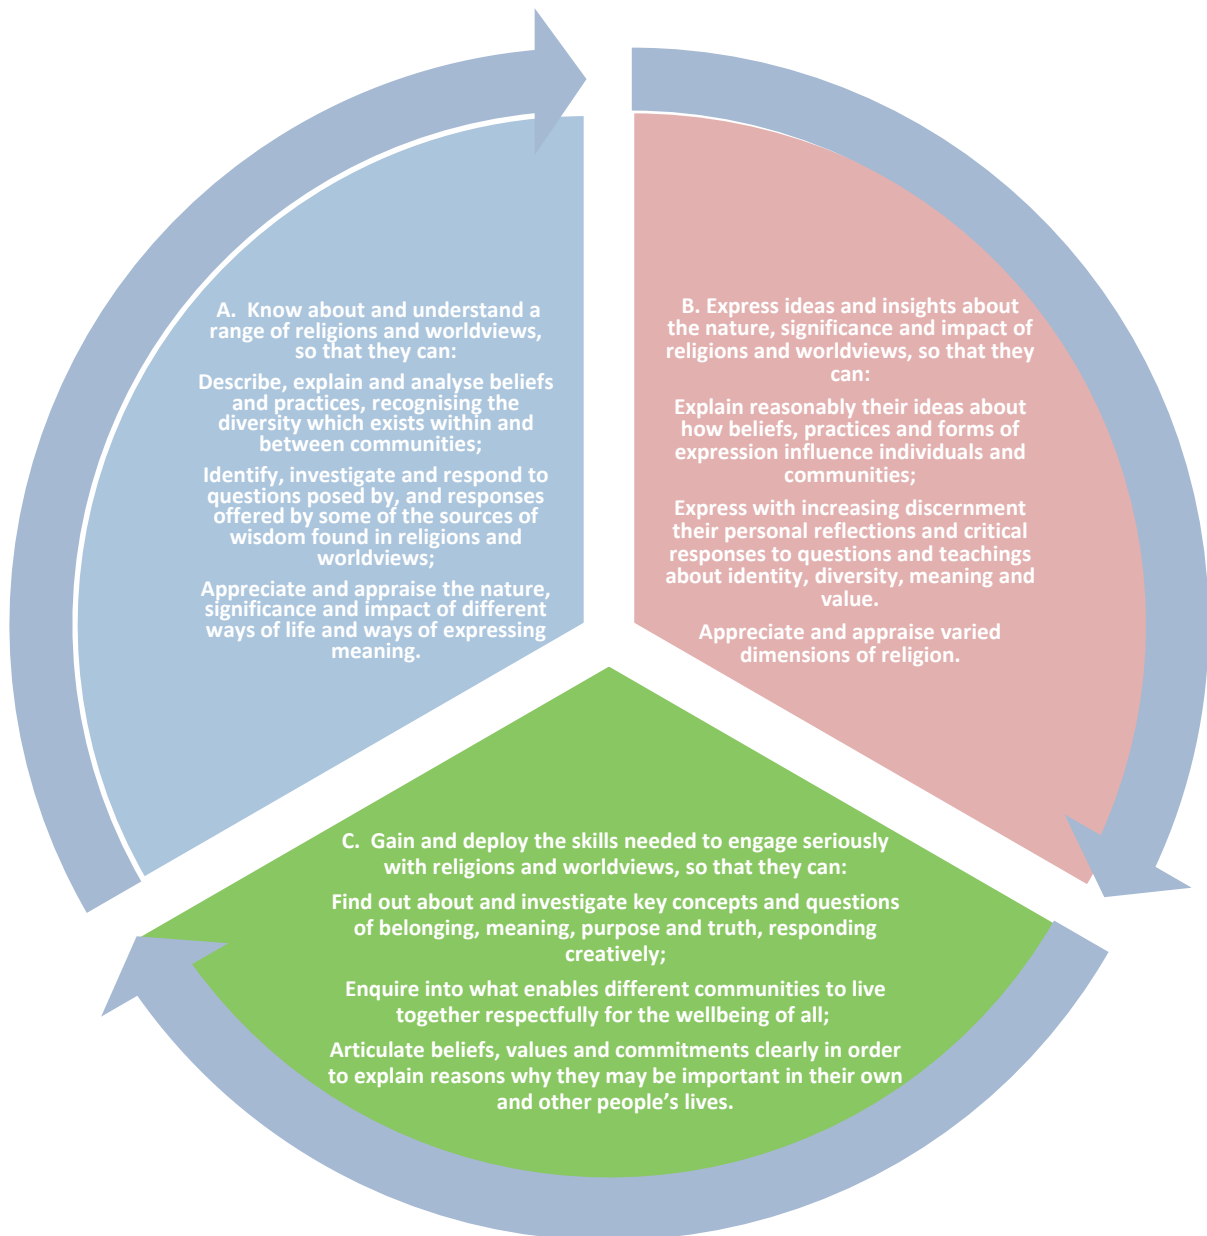 A. Know about and understand a
range of religions and worldviews,
so that they can:
Describe, explain and analyse beliefs
and practices, recognising the
diversity which exists within and
between communities;
Identify, investigate and respond to
questions posed by, and responses
offered by some of the sources of
wisdom found in religions and
worldviews;
Appreciate and appraise the nature,
significance and impact of different
ways of life and ways of expressing
meaning.
B. Express ideas and insights about
the nature, significance and impact of
religions and worldviews, so that they
can:
Explain reasonably their ideas about
how beliefs, practices and forms of
expression influence individuals and
communities;
Express with increasing discernment
their personal reflections and critical
responses to questions and teachings
about identity, diversity, meaning and
value.
Appreciate and appraise varied
dimensions of religion.
C. Gain and deploy the skills needed to engage seriously
with religions and worldviews, so that they can:
Find out about and investigate key concepts and questions
of belonging, meaning, purpose and truth, responding
creatively;
Enquire into what enables different communities to live
together respectfully for the wellbeing of all;
Articulate beliefs, values and commitments clearly in order
to explain reasons why they may be important in their own
and other people’s lives.